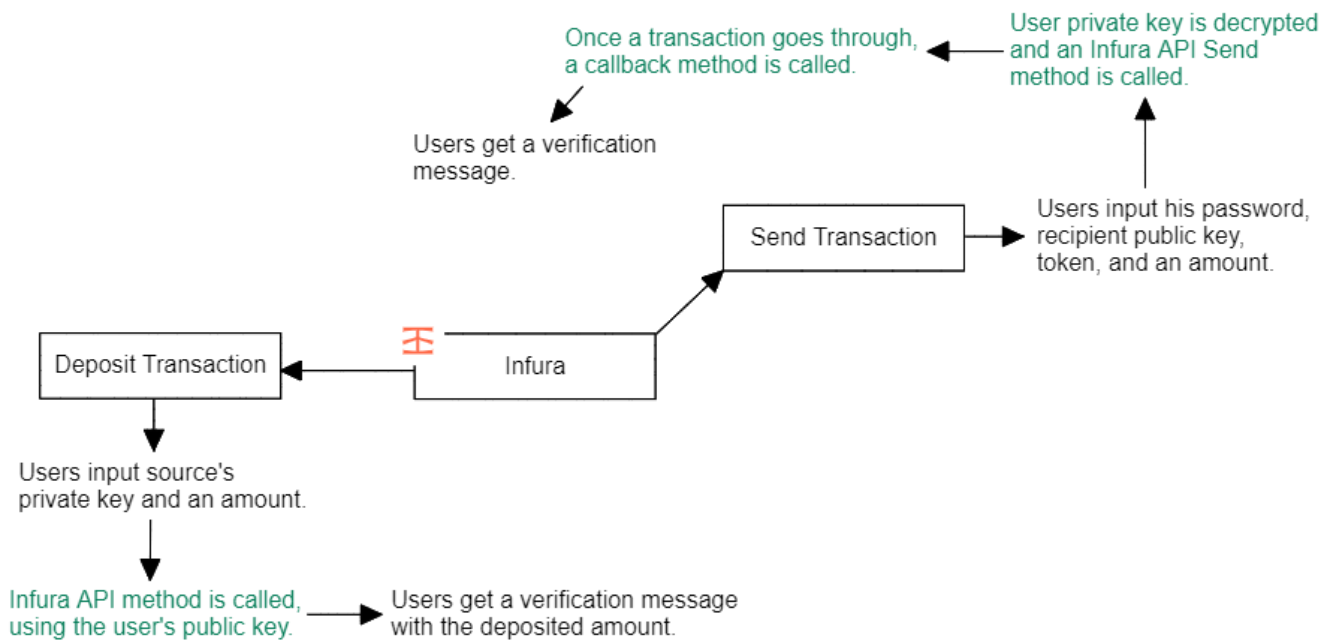 Once a transaction goes through,
a callback method is called.
User private key is decrypted
and an Infura API Send
method is called.
Users get a verification
message.
Send Transaction
Users input his password,
recipient public key,
token, and an amount.
Deposit Transaction
Infura
Users input source's
private key and an amount.
Infura API method is called,
using the user's public key.
Users get a verification message
with the deposited amount.